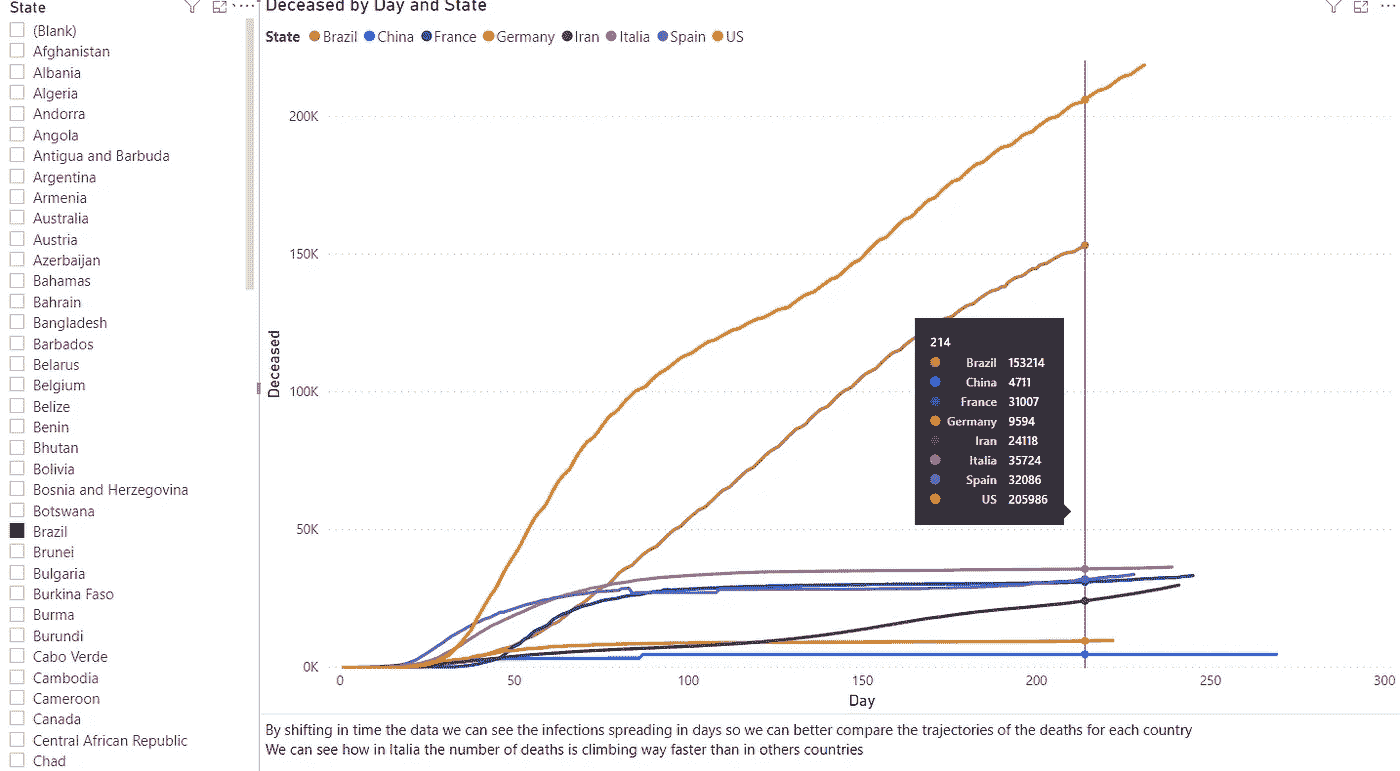 State
(Blank)
Afghanistan
Albania
Algeria
Andorra
Angola
Antigua and Barbuda
Argentina
Armenia
Australia
Austria
Azerbaijan
Bahamas
Bahrain
Bangladesh
Barbados
Belarus
Belgium
Belize
Benin
Bhutan
Bolivia
Bosnia and Herzegovina
Botswana
Brazil
Brunei
Bulgaria
Burkina Faso
Burma
Burundi
Cabo Verde
Cambodia
Cameroon
Canada
Central African Republic
Chad
Deceased by Day and State
State Brazil China France Germany Iran Italia Spain US
Deceased
200K
150K
100K
50K
0K
214
Brazil 153214
China 4711
France 31007
Germany 9594
Iran 24118
Italia 35724
Spain 32086
US 205986
0 50 100 150 200 250 300
Day
By shifting in time the data we can see the infections spreading in days so we can better compare the trajectories of the deaths for each country
We can see how in Italia the number of deaths is climbing way faster than in others countries